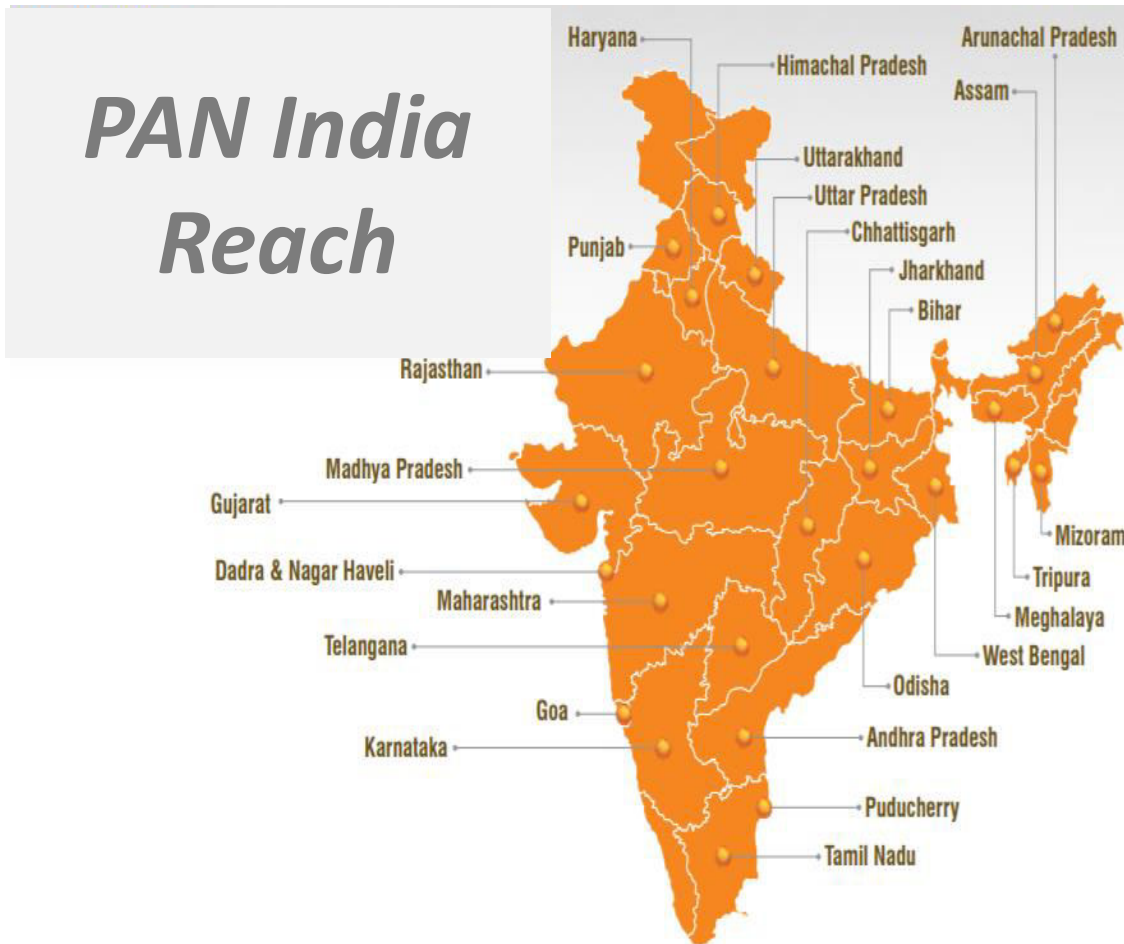 PAN India
Reach
Haryana
Arunachal Pradesh
Himachal Pradesh
Assam
Uttarakhand
Uttar Pradesh
Chhattisgarh
Punjab
Jharkhand
Bihar
Rajasthan
Madhya Pradesh
Gujarat
Mizoram
Dadra & Nagar Haveli
Tripura
Maharashtra
Meghalaya
Telangana
West Bengal
Odisha
Goa
Andhra Pradesh
Karnataka
Puducherry
Tamil Nadu